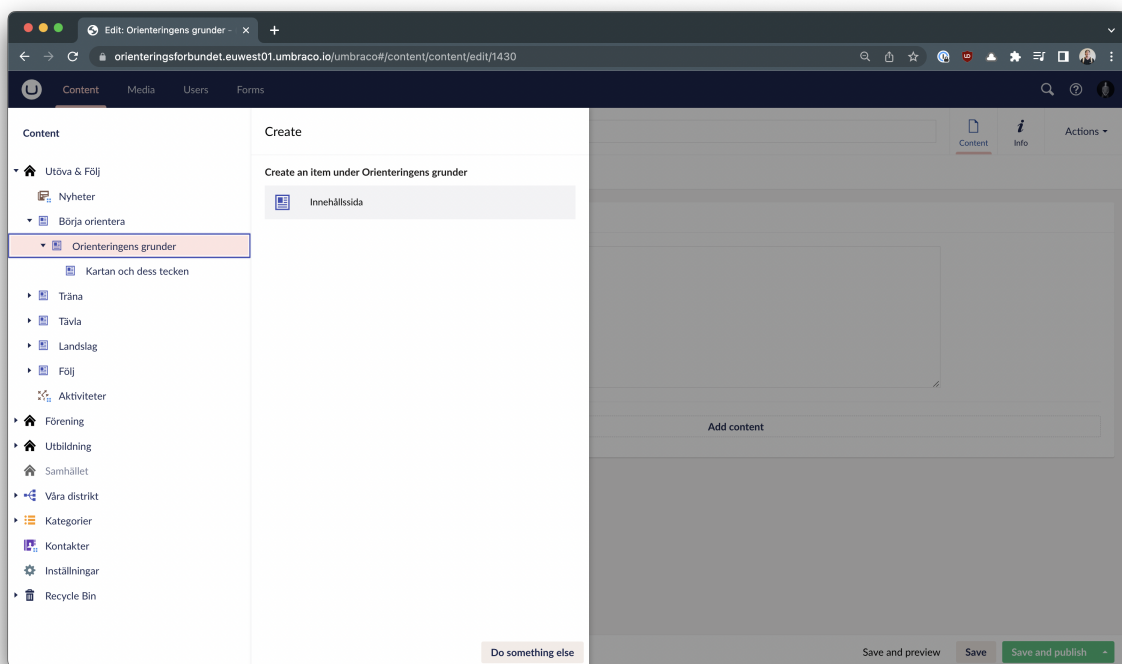 Edit: Orienteringens grunder -
orienteringsforbundet.euwest01.umbraco.io/umbraco#/content/content/edit/1430
Content Media Users Forms
Content
Create
Content
Info
Actions
Utöva & Följ
Create an item under Orienteringens grunder
Nyheter
Innehållssida
Börja orientera
Orienteringens grunder
Kartan och dess tecken
Träna
Tävla
Landslag
Följ
Aktiviteter
Förening
Add content
Utbildning
Samhället
Våra distrikt
Kategorier
Kontakter
Inställningar
Recycle Bin
Do something else
Save and preview
Save
Save and publish